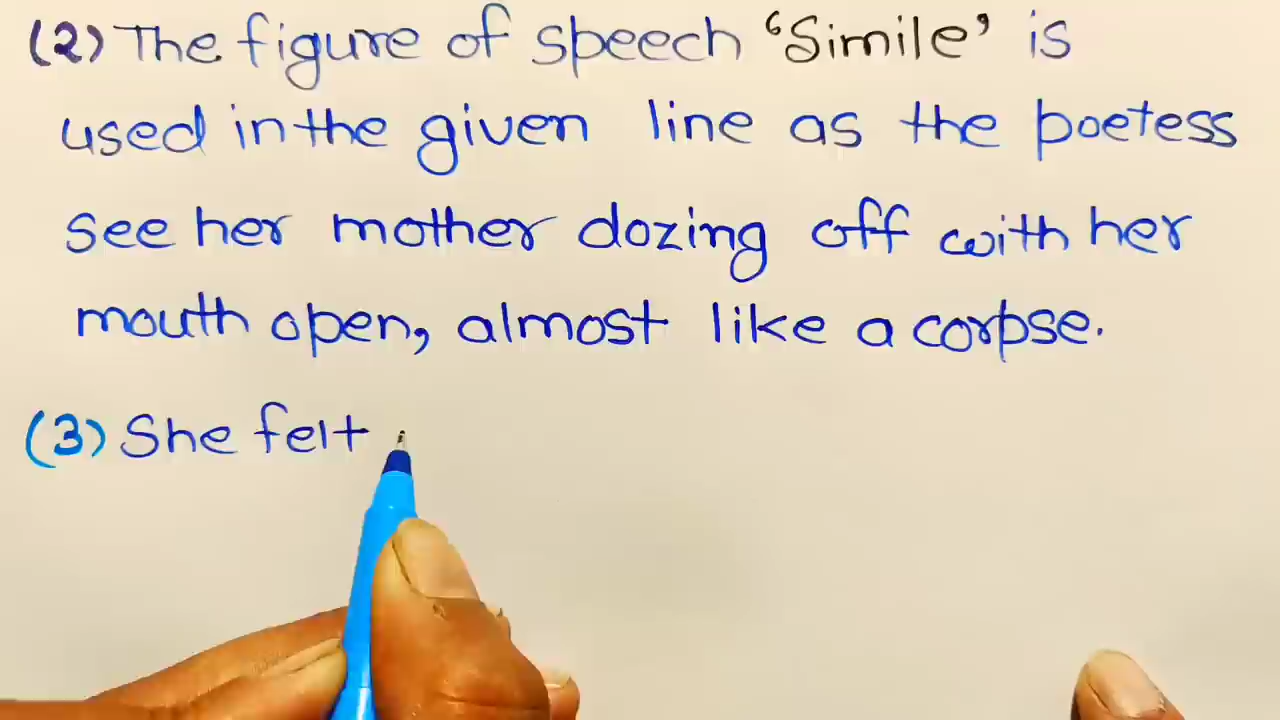 (2) The figure of speech ‘Simile’ is
used in the given line as the poetess
see her mother dozing off with her
mouth open, almost like a corpse.
(3) She felt